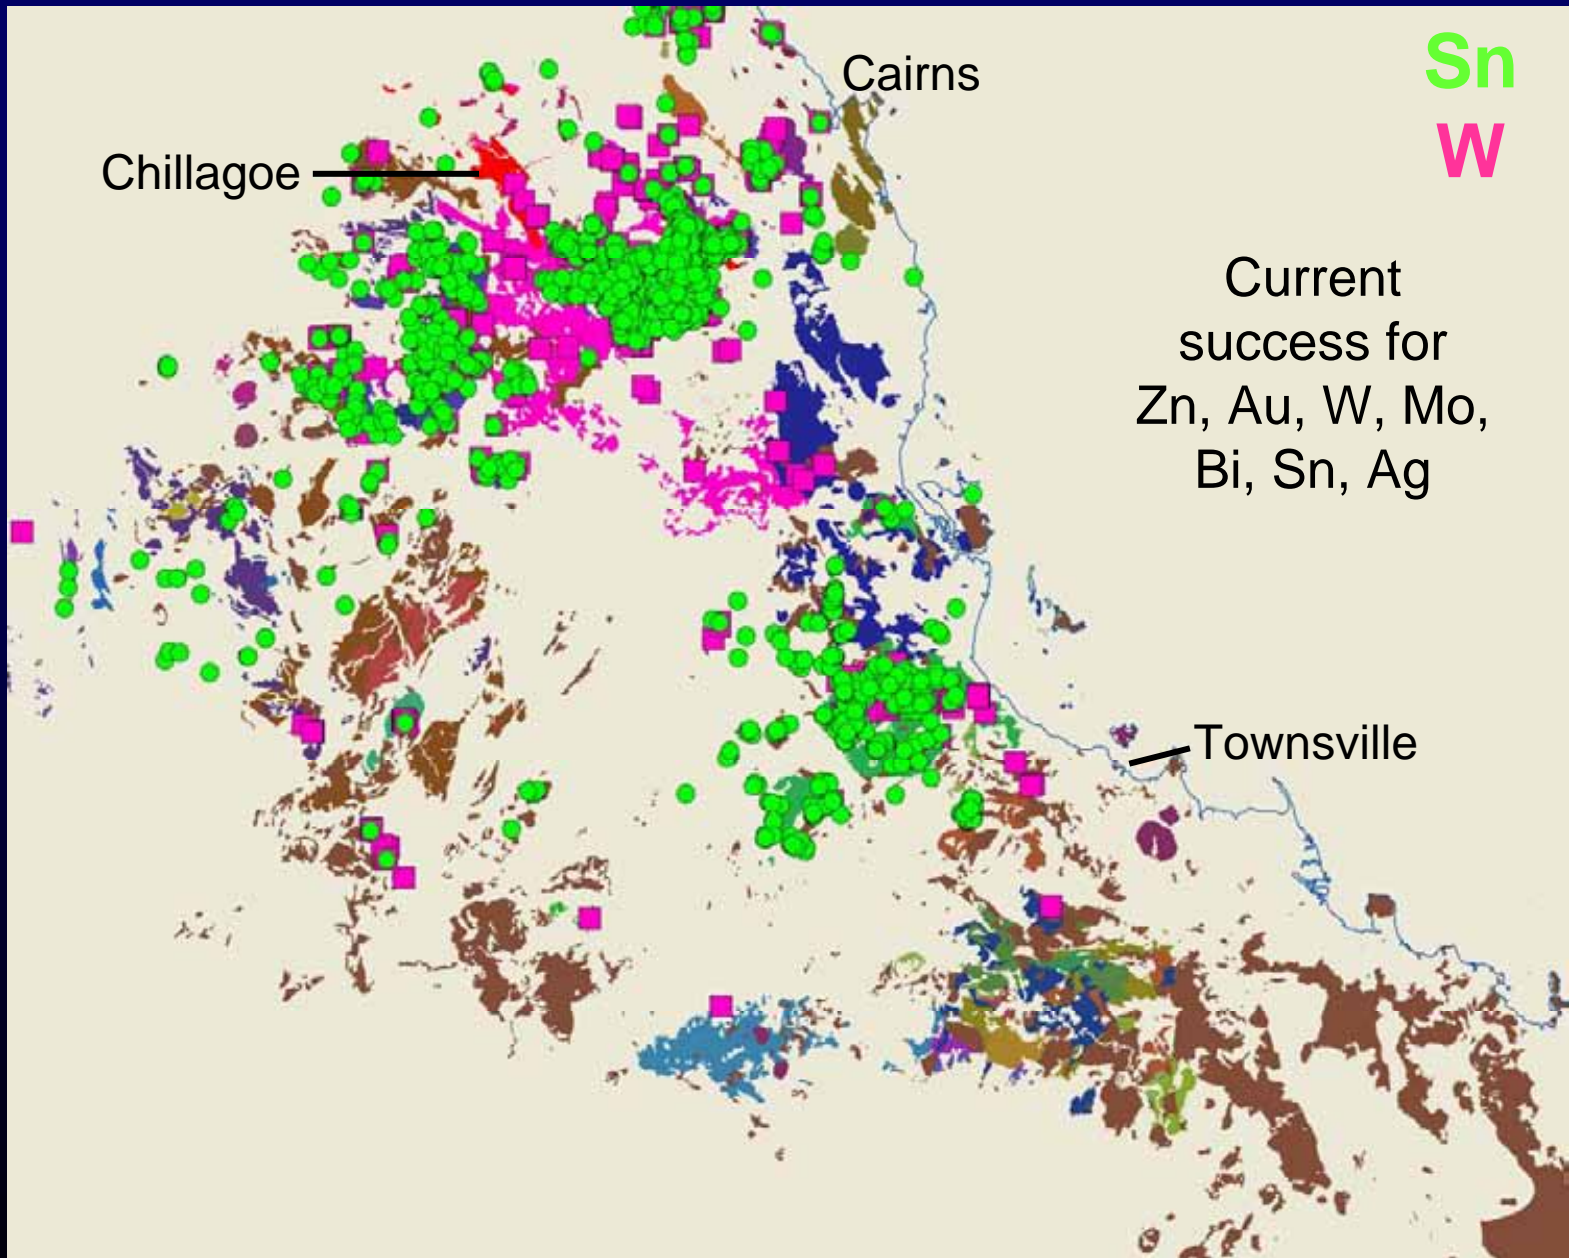 Sn
W
Cairns
Chillagoe
Current
success for
Zn, Au, W, Mo,
Bi, Sn, Ag
Townsville